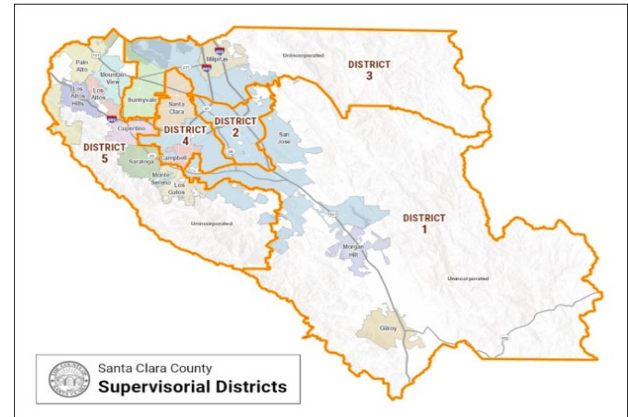 Palo
Alto
Mountain
View
Los
Altos
Hills
Los
Altos
Sunnyvale
Milpitas
Unincorporated
DISTRICT
3
Santa
Clara
DISTRICT
2
DISTRICT
4
Cupertino
DISTRICT
5
Campbell
Saratoga
Monte
Sereno
Los
Gatos
San
Jose
Unincorporated
DISTRICT
1
Morgan
Hill
Unincorporated
Gilroy
Santa Clara County
Supervisorial Districts